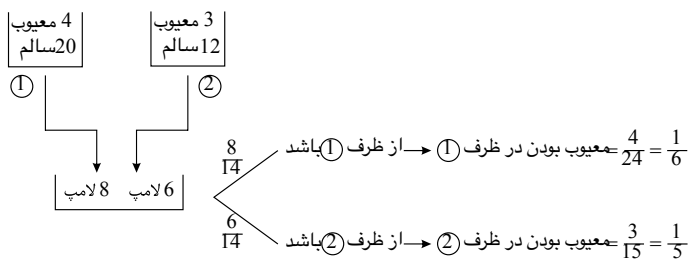 4 معیوب
20سالم
3 معیوب
12سالم
①
②
8 لامپ
6 لامپ
8/14 از ظرف ① باشد → معیوب بودن در ظرف ① = 4/24 = 1/6
6/14 از ظرف ② باشد → معیوب بودن در ظرف ② = 3/15 = 1/5